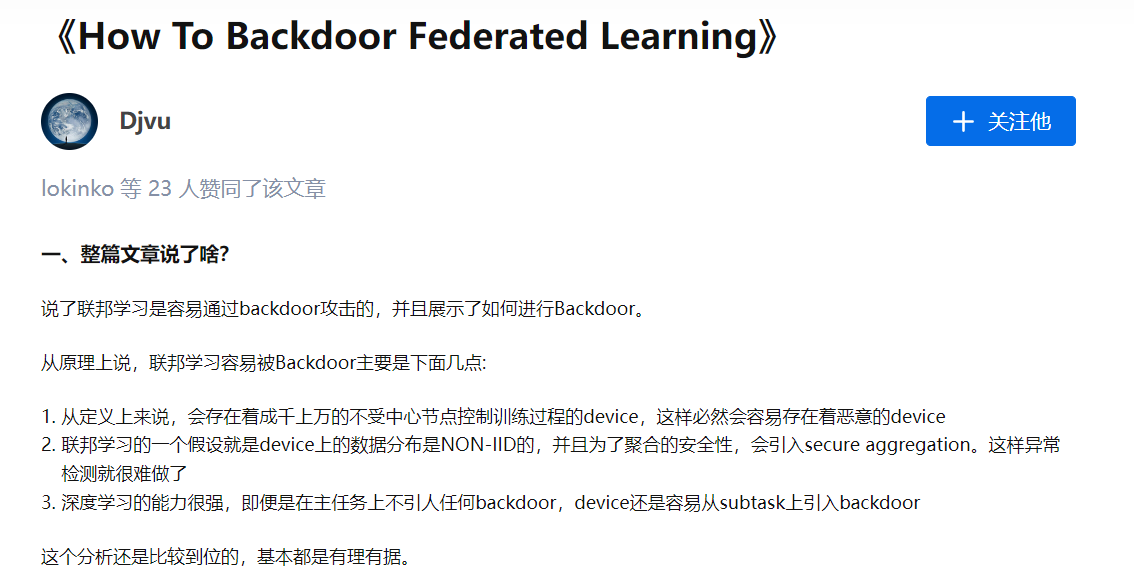 《How To Backdoor Federated Learning》
Djvu
＋ 关注他
lokinko 等 23 人赞同了该文章
一、整篇文章说了啥？
说了联邦学习是容易通过backdoor攻击的，并且展示了如何进行Backdoor。
从原理上说，联邦学习容易被Backdoor主要是下面几点:
1. 从定义上来说，会存在着成千上万的不受中心节点控制训练过程的device，这样必然会容易存在着恶意的device
2. 联邦学习的一个假设就是device上的数据分布是NON-IID的，并且为了聚合的安全性，会引入secure aggregation。这样异常
检测就很难做了
3. 深度学习的能力很强，即便是在主任务上不引人任何backdoor，device还是容易从subtask上引入backdoor
这个分析还是比较到位的，基本都是有理有据。